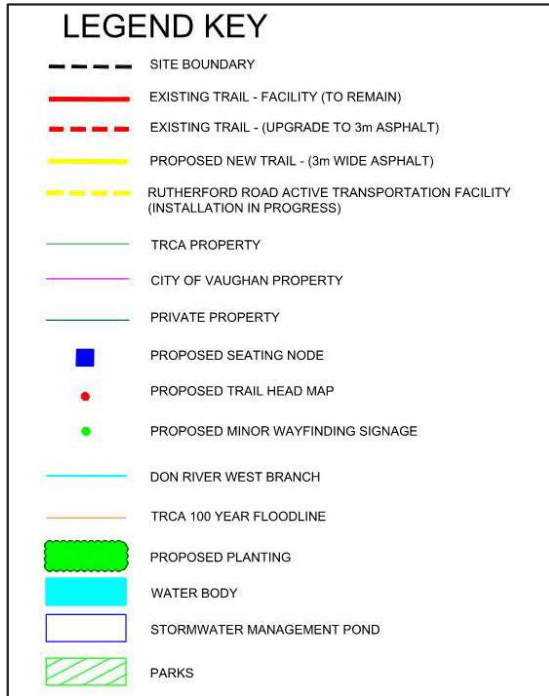 LEGEND KEY
SITE BOUNDARY
EXISTING TRAIL - FACILITY (TO REMAIN)
EXISTING TRAIL - (UPGRADE TO 3m ASPHALT)
PROPOSED NEW TRAIL - (3m WIDE ASPHALT)
RUTHERFORD ROAD ACTIVE TRANSPORTATION FACILITY
(INSTALLATION IN PROGRESS)
TRCA PROPERTY
CITY OF VAUGHAN PROPERTY
PRIVATE PROPERTY
PROPOSED SEATING NODE
PROPOSED TRAIL HEAD MAP
PROPOSED MINOR WAYFINDING SIGNAGE
DON RIVER WEST BRANCH
TRCA 100 YEAR FLOODLINE
PROPOSED PLANTING
WATER BODY
STORMWATER MANAGEMENT POND
PARKS